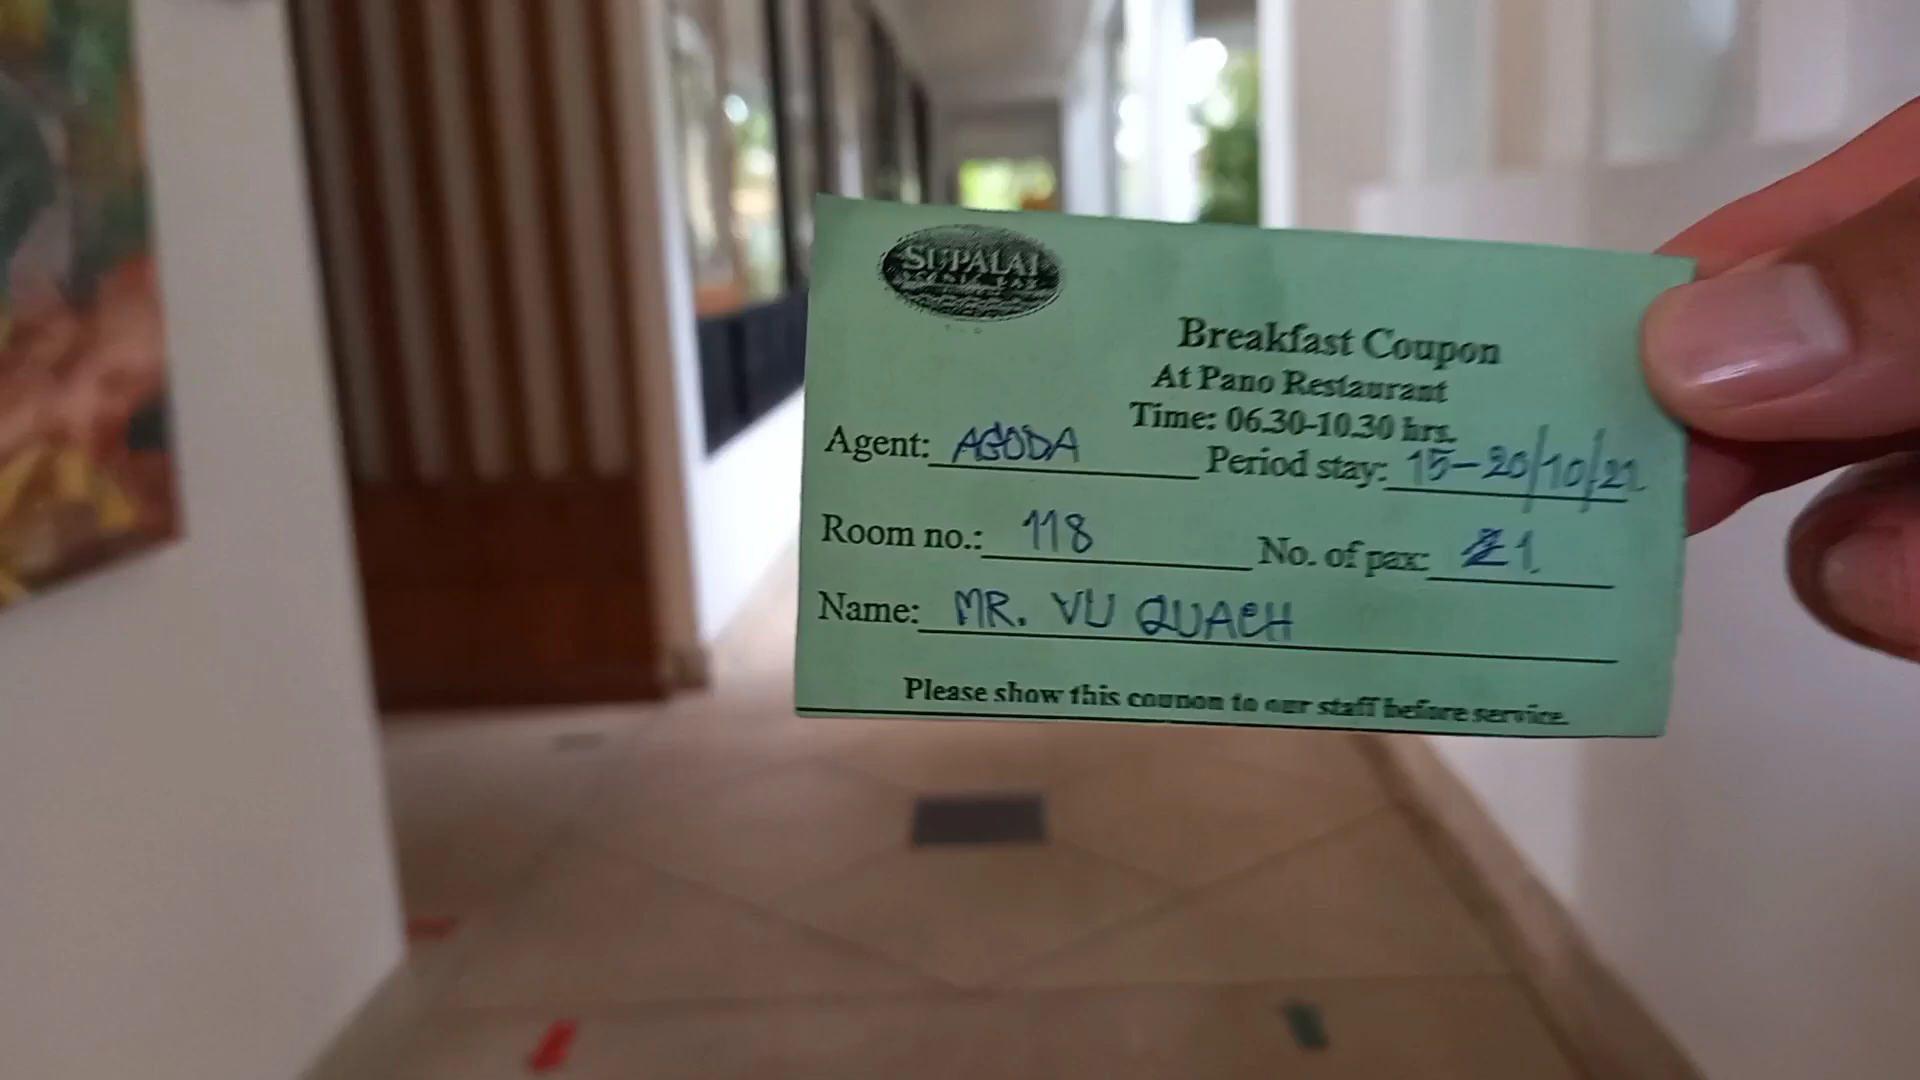 SUPALAI
Breakfast Coupon
At Pano Restaurant
Time: 06.30-10.30 hrs.
Agent: AGODA Period stay: 15-20/10/21
Room no.: 118 No. of pax: 1
Name: MR. VU QUACH
Please show this coupon to our staff before service.